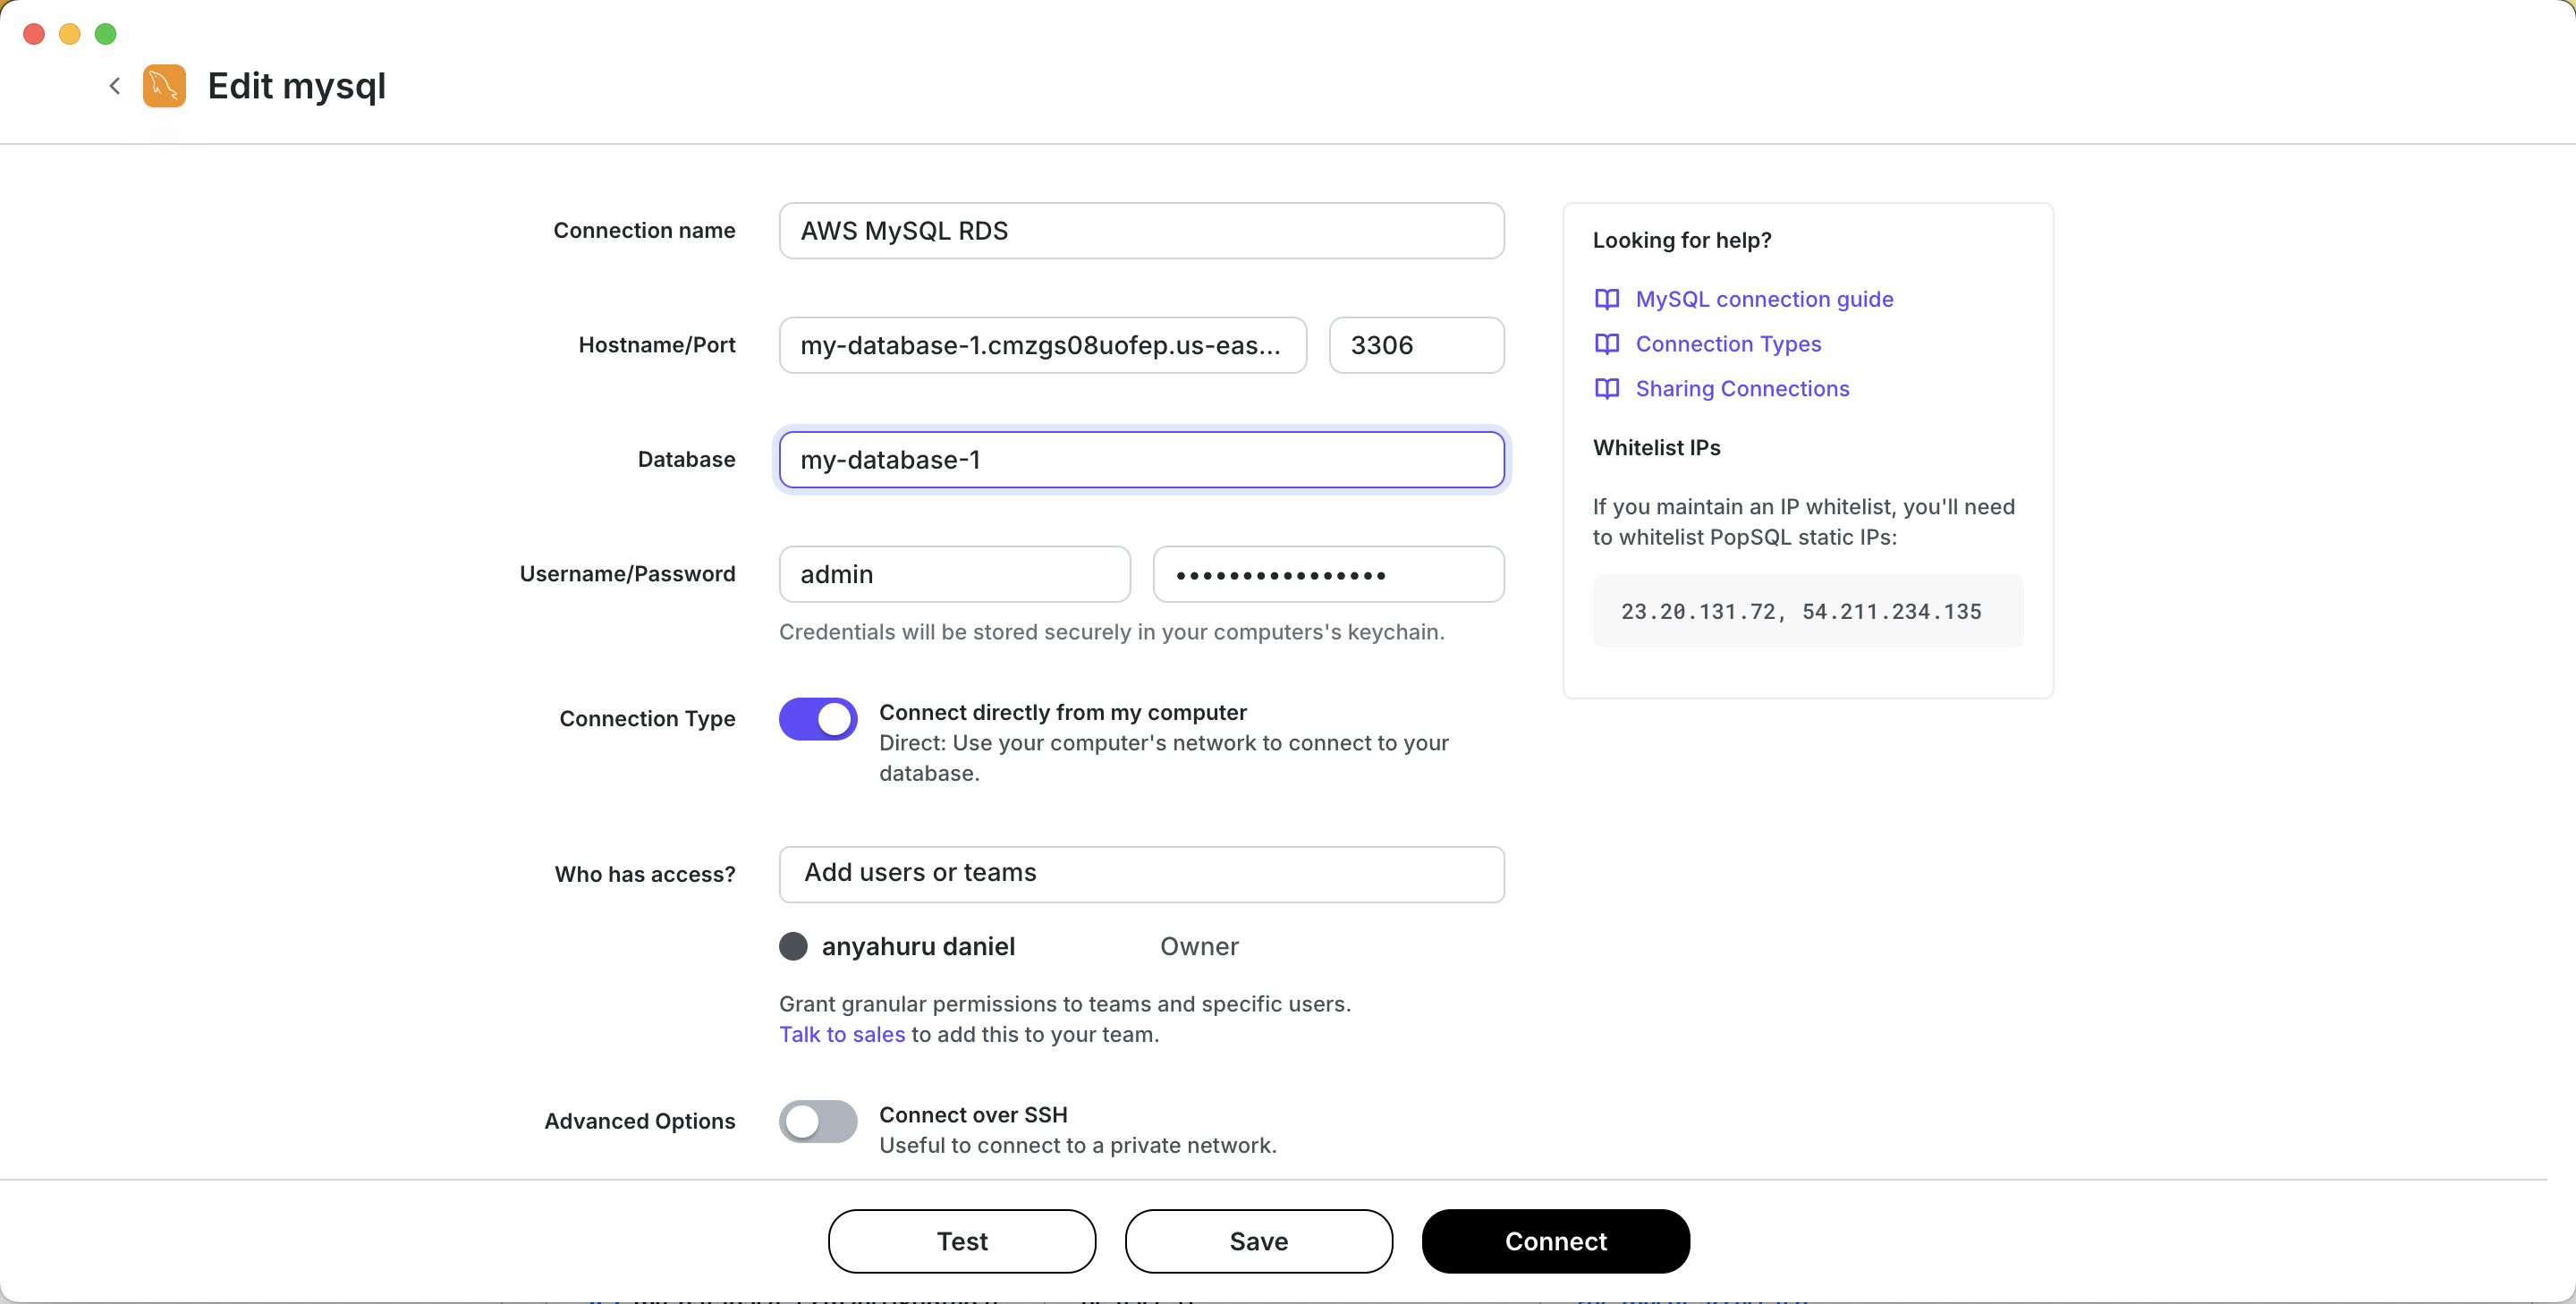 Edit mysql
Connection name
AWS MySQL RDS
Hostname/Port
my-database-1.cmzgs08uofep.us-eas...
3306
Database
my-database-1
Username/Password
admin
••••••••••••••••
Credentials will be stored securely in your computers's keychain.
Connection Type
Connect directly from my computer
Direct: Use your computer's network to connect to your
database.
Who has access?
Add users or teams
anyahuru daniel
Owner
Grant granular permissions to teams and specific users.
Talk to sales to add this to your team.
Advanced Options
Connect over SSH
Useful to connect to a private network.
Looking for help?
MySQL connection guide
Connection Types
Sharing Connections
Whitelist IPs
If you maintain an IP whitelist, you'll need
to whitelist PopSQL static IPs:
23.20.131.72, 54.211.234.135
Test
Save
Connect